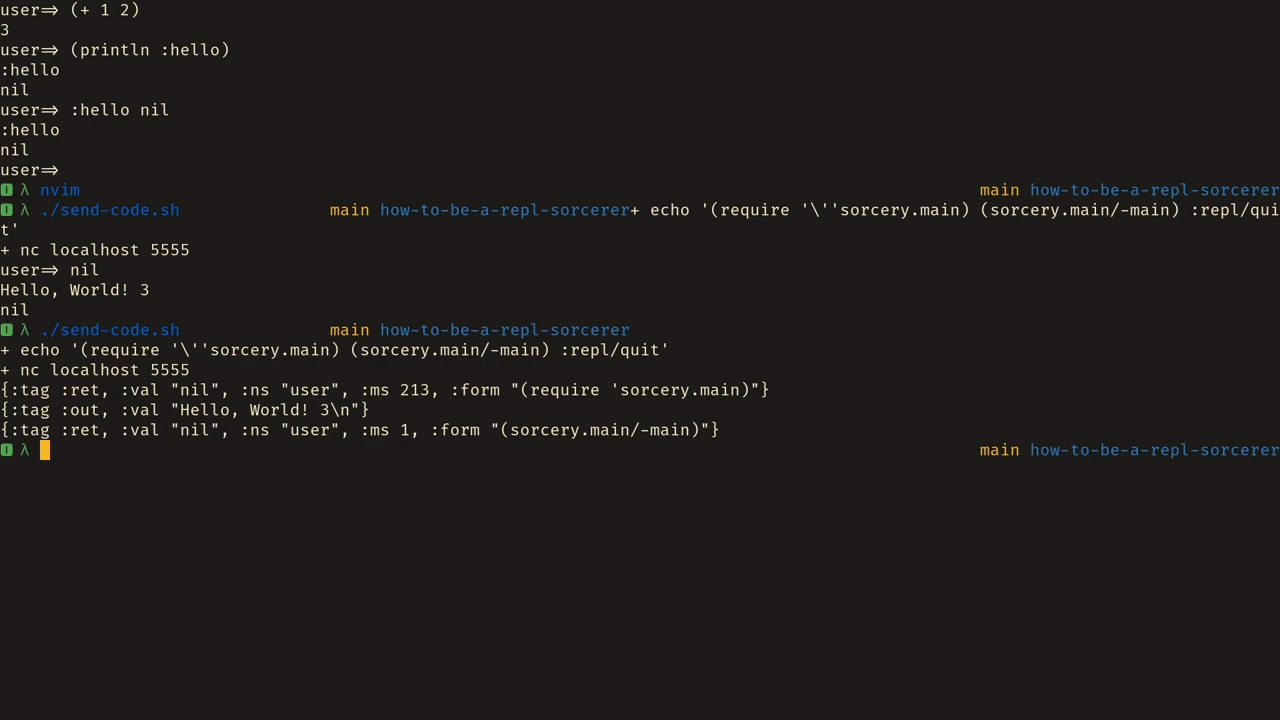 user=> (+ 1 2)
3
user=> (println :hello)
:hello
nil
user=> :hello nil
:hello
nil
user=>
I λ nvim main how-to-be-a-repl-sorcerer
I λ ./send-code.sh main how-to-be-a-repl-sorcerer+ echo '(require '\''sorcery.main) (sorcery.main/-main) :repl/qui
t'
+ nc localhost 5555
user=> nil
Hello, World! 3
nil
I λ ./send-code.sh main how-to-be-a-repl-sorcerer
+ echo '(require '\''sorcery.main) (sorcery.main/-main) :repl/quit'
+ nc localhost 5555
{:tag :ret, :val "nil", :ns "user", :ms 213, :form "(require 'sorcery.main)"}
{:tag :out, :val "Hello, World! 3\n"}
{:tag :ret, :val "nil", :ns "user", :ms 1, :form "(sorcery.main/-main)"}
I λ main how-to-be-a-repl-sorcerer